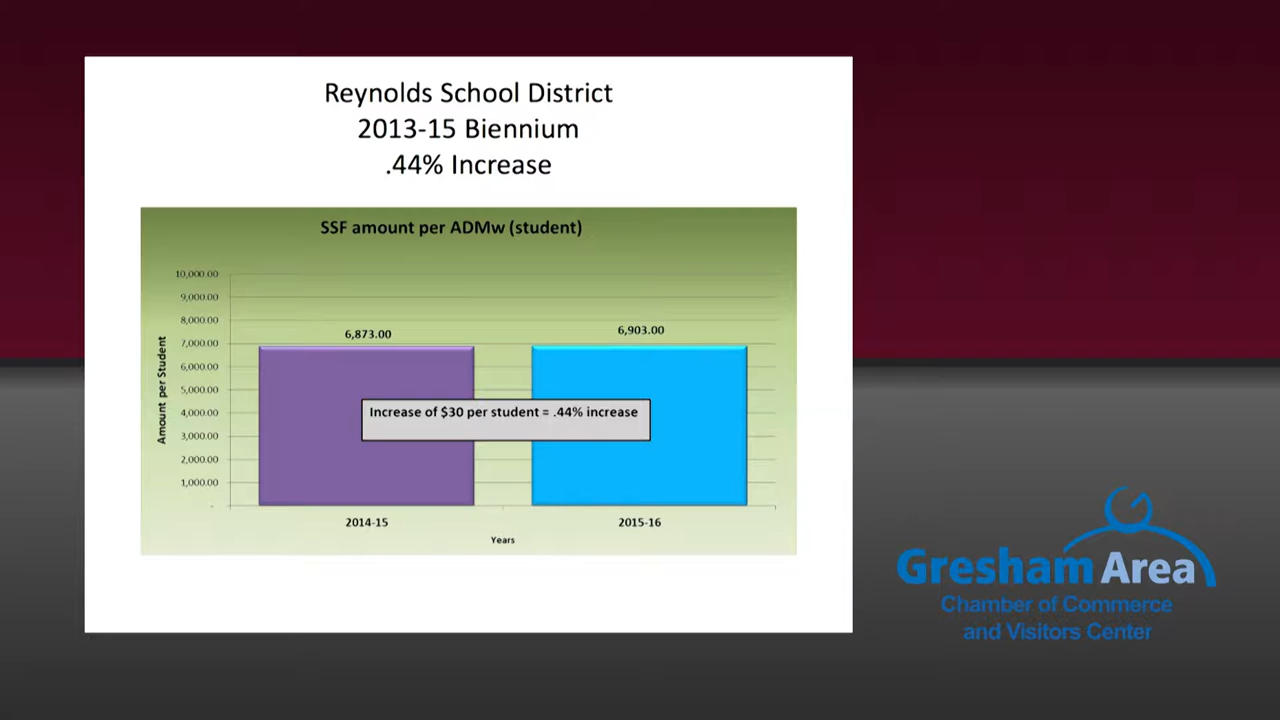 Reynolds School District
2013-15 Biennium
.44% Increase
SSF amount per ADMw (student)
10,000.00
9,000.00
8,000.00
7,000.00
6,000.00
5,000.00
4,000.00
3,000.00
2,000.00
1,000.00
-
Amount per Student
6,873.00
6,903.00
Increase of $30 per student = .44% increase
2014-15
2015-16
Years
Gresham Area
Chamber of Commerce
and Visitors Center